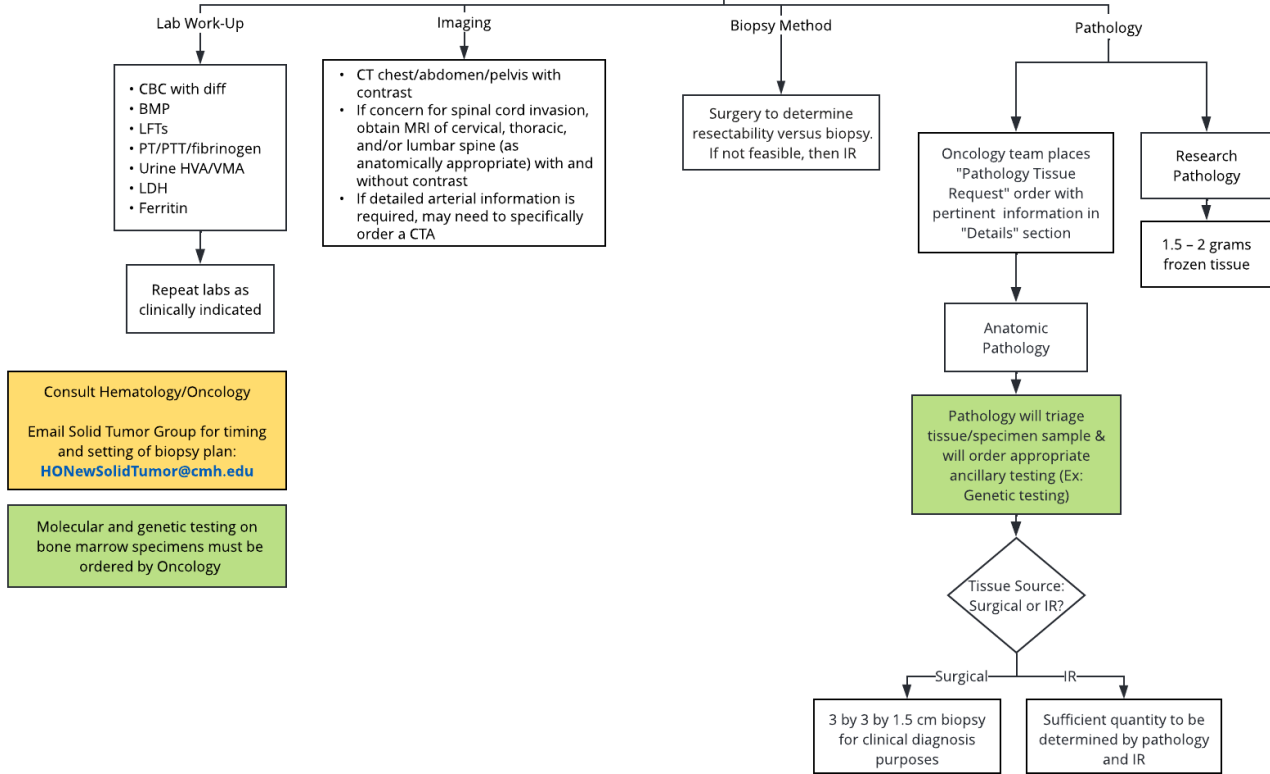 Lab Work-Up
Imaging
Biopsy Method
Pathology
• CBC with diff
• BMP
• LFTs
• PT/PTT/fibrinogen
• Urine HVA/VMA
• LDH
• Ferritin
Repeat labs as
clinically indicated
• CT chest/abdomen/pelvis with
contrast
• If concern for spinal cord invasion,
obtain MRI of cervical, thoracic,
and/or lumbar spine (as
anatomically appropriate) with and
without contrast
• If detailed arterial information is
required, may need to specifically
order a CTA
Surgery to determine
resectability versus biopsy.
If not feasible, then IR
Oncology team places
"Pathology Tissue
Request" order with
pertinent information in
"Details" section
Research
Pathology
1.5 – 2 grams
frozen tissue
Anatomic
Pathology
Pathology will triage
tissue/specimen sample &
will order appropriate
ancillary testing (Ex:
Genetic testing)
Tissue Source:
Surgical or IR?
Surgical
IR
3 by 3 by 1.5 cm biopsy
for clinical diagnosis
purposes
Sufficient quantity to be
determined by pathology
and IR
Consult Hematology/Oncology
Email Solid Tumor Group for timing
and setting of biopsy plan:
HONewSolidTumor@cmh.edu
Molecular and genetic testing on
bone marrow specimens must be
ordered by Oncology